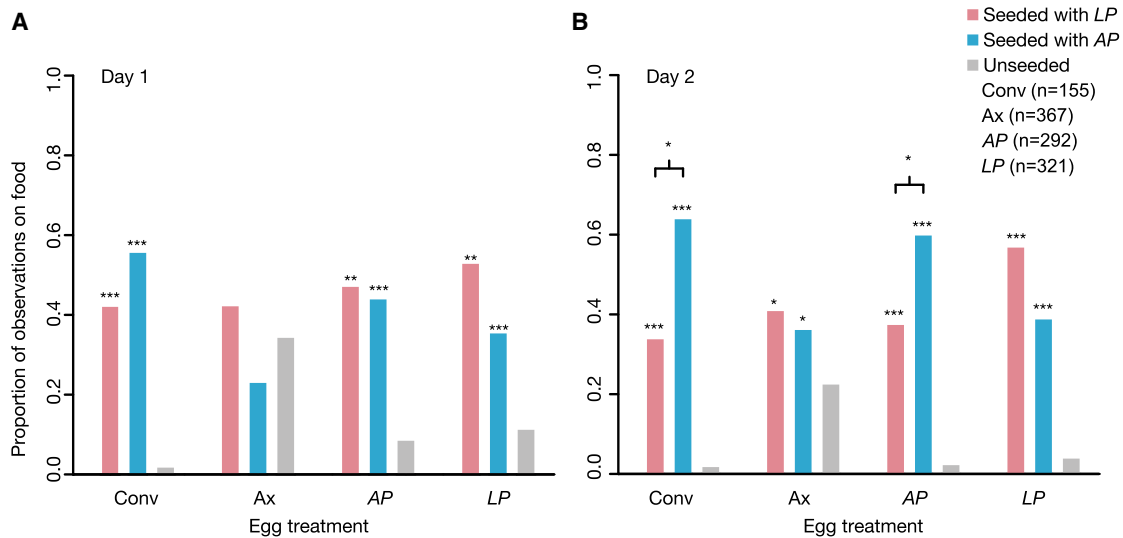 A
Day 1
Proportion of observations on food
1.0
0.8
0.6
0.4
0.2
0.0
***
***
**
***
**
***
Conv Ax AP LP
Egg treatment
B
Day 2
1.0
0.8
0.6
0.4
0.2
0.0
*
*
***
***
*
*
***
***
***
***
Conv Ax AP LP
Egg treatment
Seeded with LP
Seeded with AP
Unseeded
Conv (n=155)
Ax (n=367)
AP (n=292)
LP (n=321)